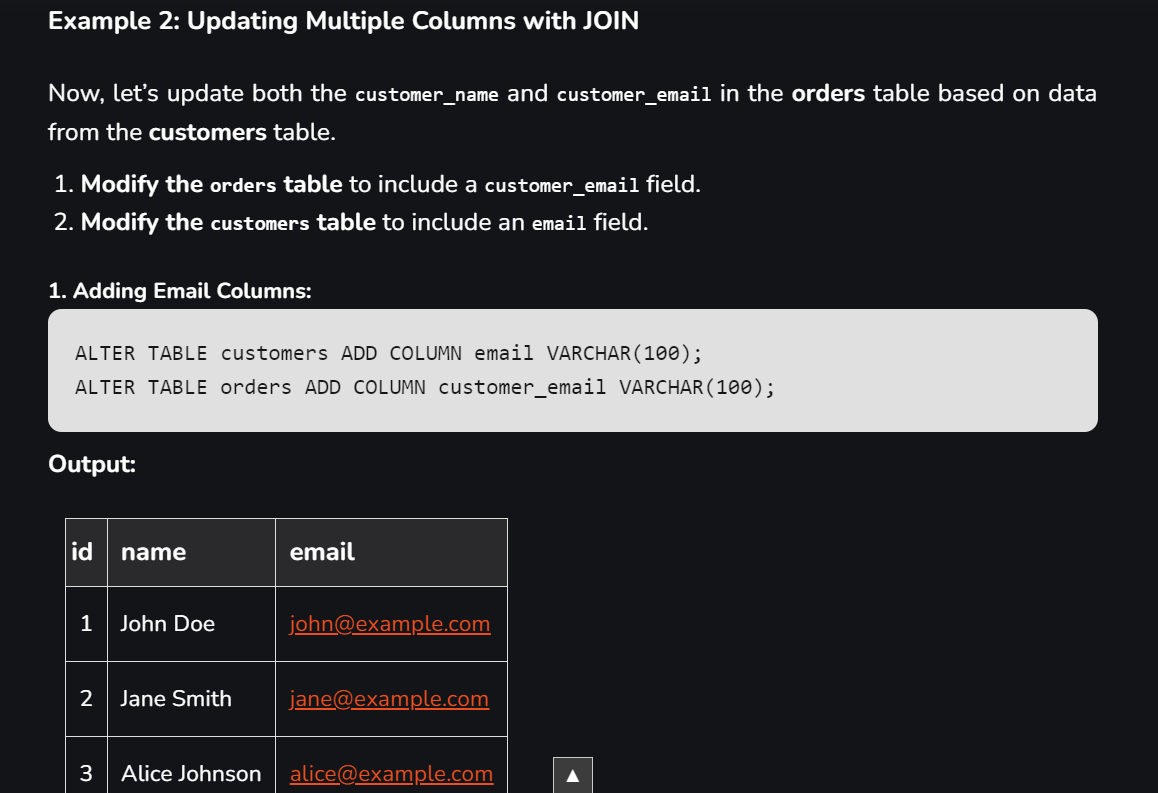 Example 2: Updating Multiple Columns with JOIN
Now, let’s update both the customer_name and customer_email in the orders table based on data
from the customers table.
1. Modify the orders table to include a customer_email field.
2. Modify the customers table to include an email field.
1. Adding Email Columns:
ALTER TABLE customers ADD COLUMN email VARCHAR(100);
ALTER TABLE orders ADD COLUMN customer_email VARCHAR(100);
Output:
id name email
1 John Doe john@example.com
2 Jane Smith jane@example.com
3 Alice Johnson alice@example.com